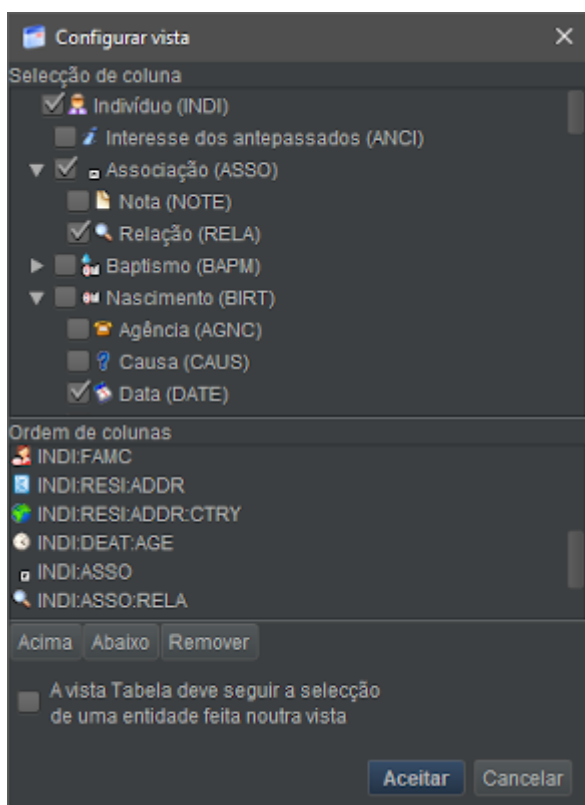 Configurar vista
Selecção de coluna
Indivíduo (INDI)
Interesse dos antepassados (ANCI)
Associação (ASSO)
Nota (NOTE)
Relação (RELA)
Baptismo (BAPM)
Nascimento (BIRT)
Agência (AGNC)
Causa (CAUS)
Data (DATE)
Ordem de colunas
INDI:FAMC
INDI:RESI:ADDR
INDI:RESI:ADDR:CTRY
INDI:DEAT:AGE
INDI:ASSO
INDI:ASSO:RELA
Acima Abaixo Remover
A vista Tabela deve seguir a selecção
de uma entidade feita noutra vista
Aceitar Cancelar